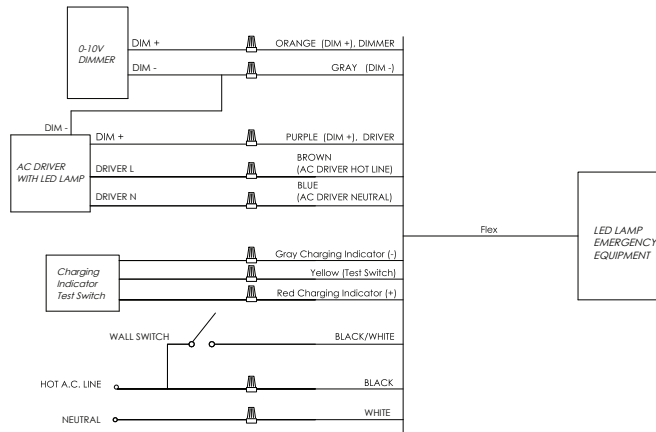 0-10V
DIMMER
DIM +
ORANGE (DIM +), DIMMER
DIM -
GRAY (DIM -)
DIM -
AC DRIVER
WITH LED LAMP
DIM +
PURPLE (DIM +), DRIVER
DRIVER L
BROWN
(AC DRIVER HOT LINE)
DRIVER N
BLUE
(AC DRIVER NEUTRAL)
Flex
LED LAMP
EMERGENCY
EQUIPMENT
Charging
Indicator
Test Switch
Gray Charging Indicator (-)
Yellow (Test Switch)
Red Charging Indicator (+)
WALL SWITCH
BLACK/WHITE
HOT A.C. LINE
BLACK
NEUTRAL
WHITE